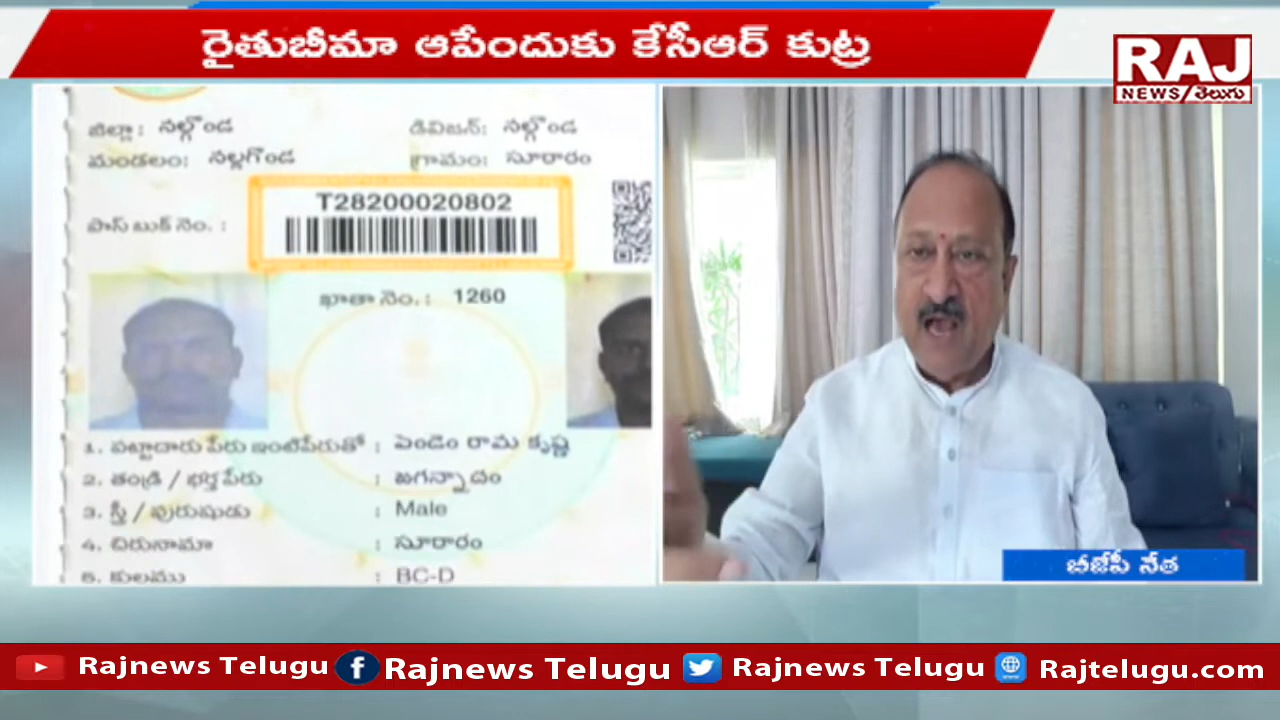 రైతుబీమా ఆపేందుకు కేసీఆర్ కుట్ర
RAJ
NEWS తెలుగు
జిల్లా: నల్గొండ డివిజన్: నల్గొండ
మండలం: నల్లగొండ గ్రామం: సూరారం
T28200020802
పాస్ బుక్ నెం. :
ఖాతా నెం. : 1260
1. పట్టాదారు పేరు ఇంటిపేరుతో : ఏండెం రామ కృష్ణ
2. తండ్రి / భర్త పేరు : జగన్నాదం
3. స్త్రీ / పురుషుడు : Male
4. చిరునామా : సూరారం
5. కులము : BC-D
బీజేపీ నేత
Rajnews Telugu Rajnews Telugu Rajnews Telugu Rajtelugu.com